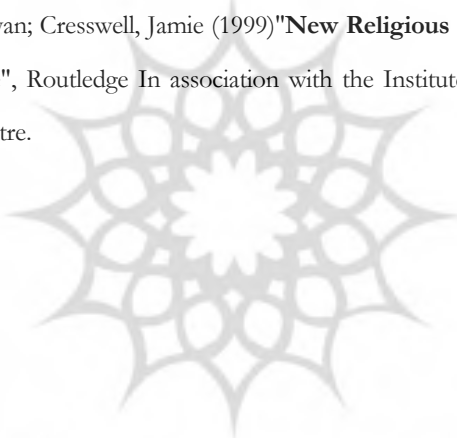 van; Cresswell, Jamie (1999)"New Religious
", Routledge In association with the Institute
tre.